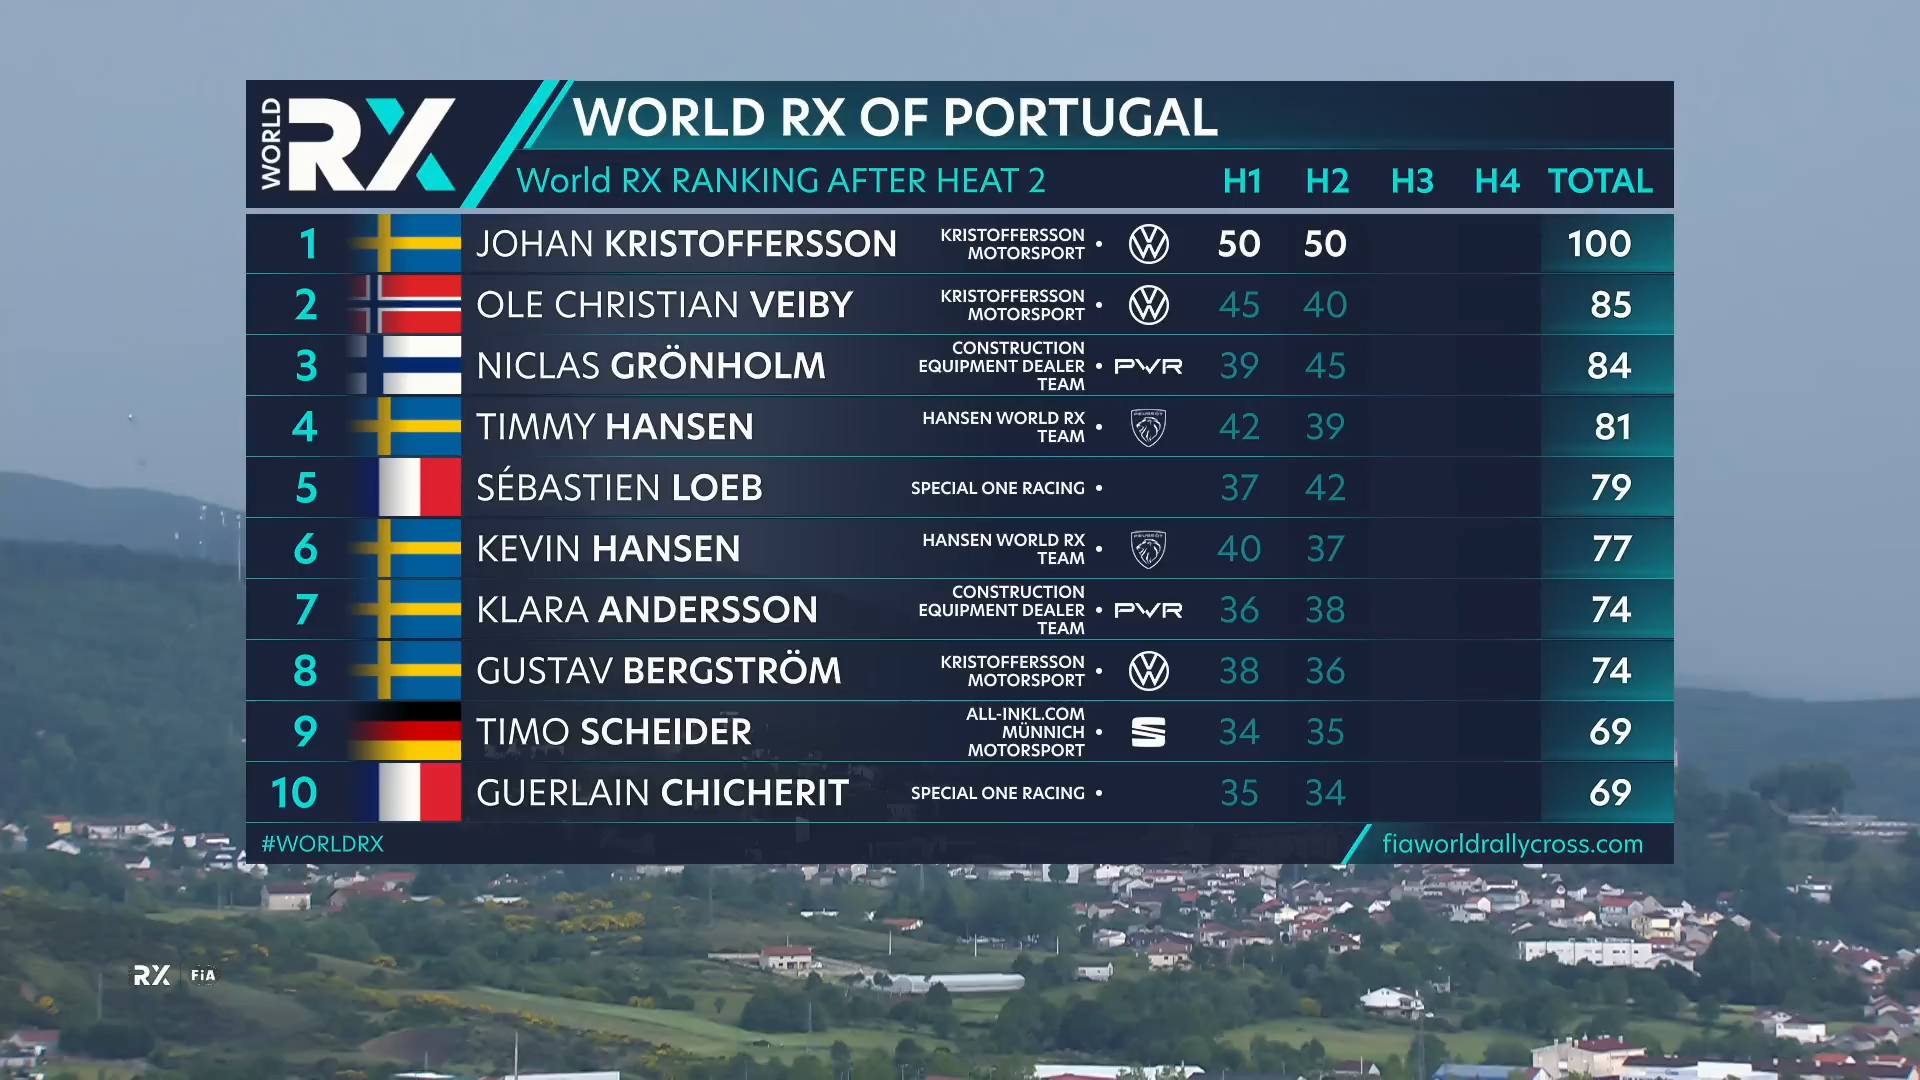 WORLD RX WORLD RX OF PORTUGAL
World RX RANKING AFTER HEAT 2 H1 H2 H3 H4 TOTAL
1 JOHAN KRISTOFFERSSON KRISTOFFERSSON MOTORSPORT • 50 50 100
2 OLE CHRISTIAN VEIBY KRISTOFFERSSON MOTORSPORT • 45 40 85
3 NICLAS GRÖNHOLM CONSTRUCTION EQUIPMENT DEALER TEAM • PWR 39 45 84
4 TIMMY HANSEN HANSEN WORLD RX TEAM • PEUGEOT 42 39 81
5 SÉBASTIEN LOEB SPECIAL ONE RACING • 37 42 79
6 KEVIN HANSEN HANSEN WORLD RX TEAM • PEUGEOT 40 37 77
7 KLARA ANDERSSON CONSTRUCTION EQUIPMENT DEALER TEAM • PWR 36 38 74
8 GUSTAV BERGSTRÖM KRISTOFFERSSON MOTORSPORT • 38 36 74
9 TIMO SCHEIDER ALL-INKL.COM MÜNNICH MOTORSPORT • 34 35 69
10 GUERLAIN CHICHERIT SPECIAL ONE RACING • 35 34 69
#WORLDRX fiaworldrallycross.com
RX FiA